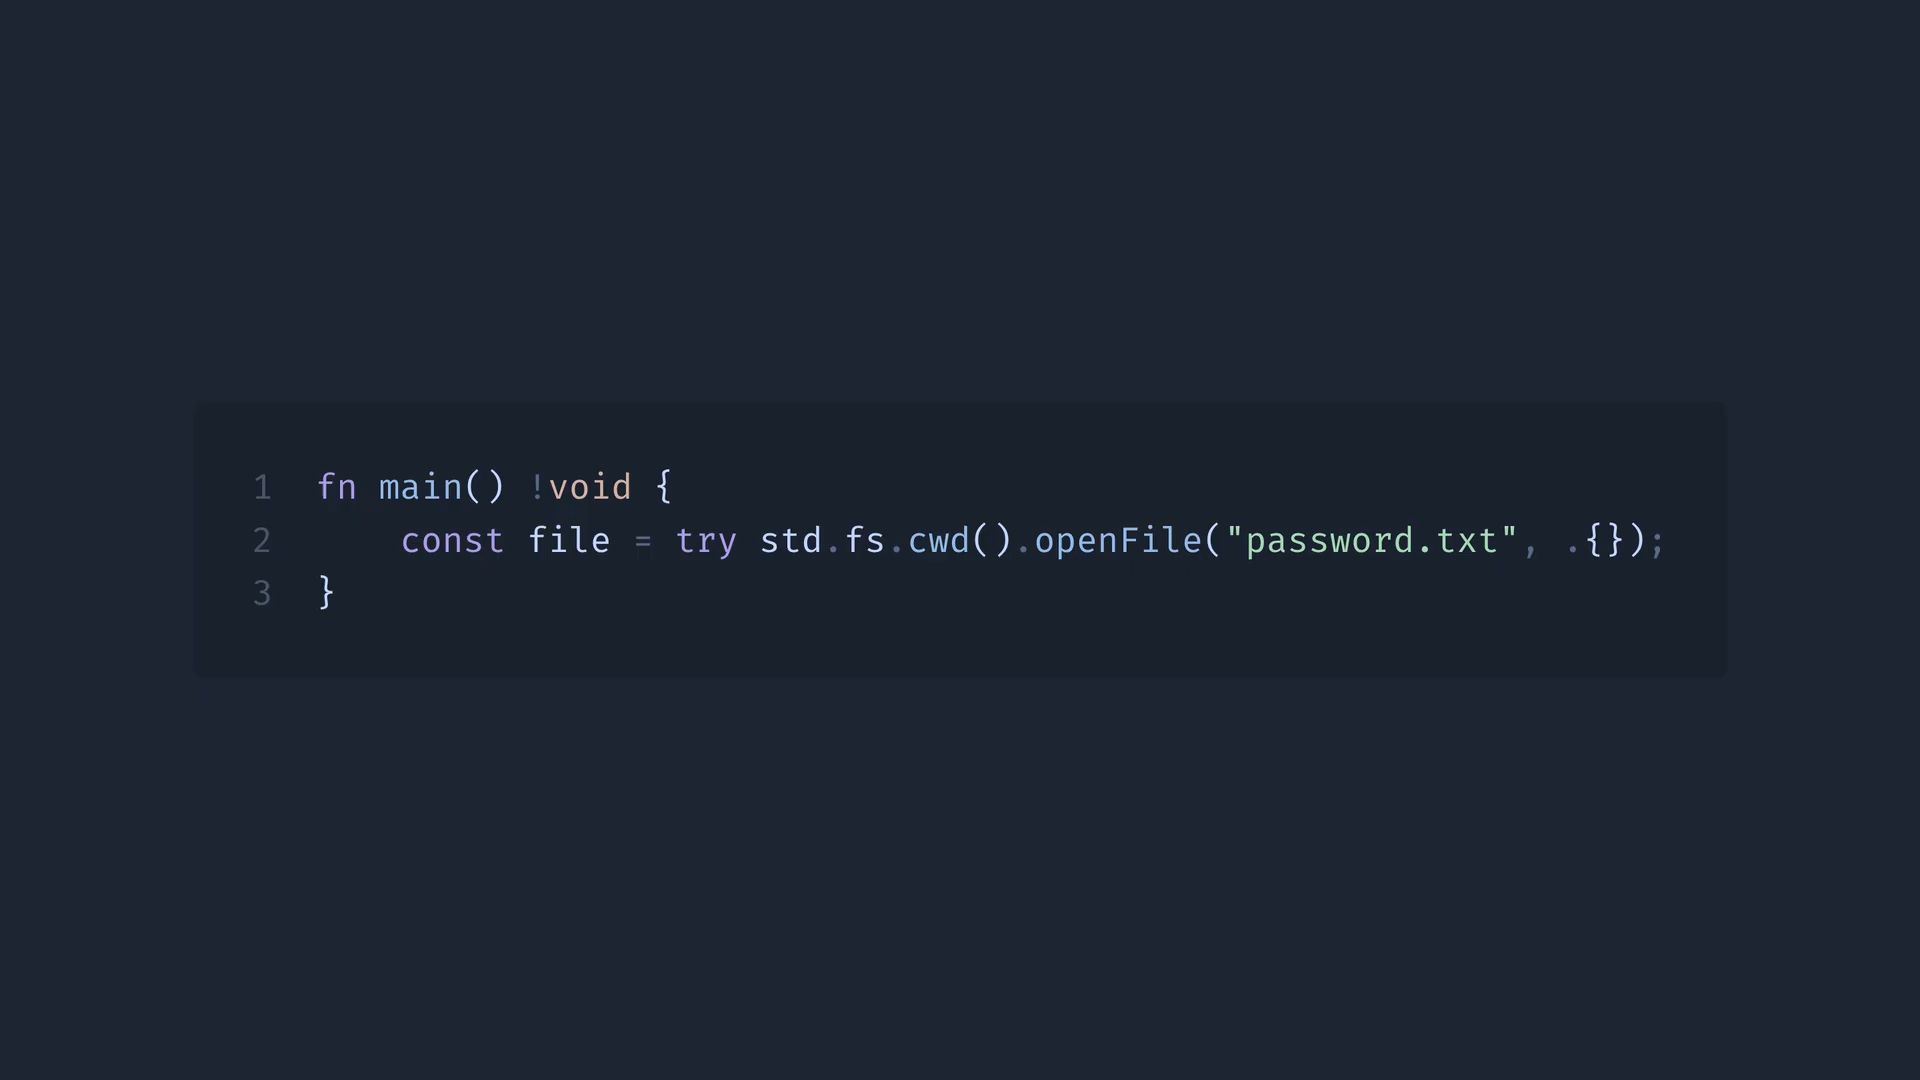 1 fn main() !void {
2     const file = try std.fs.cwd().openFile("password.txt", .{});
3 }